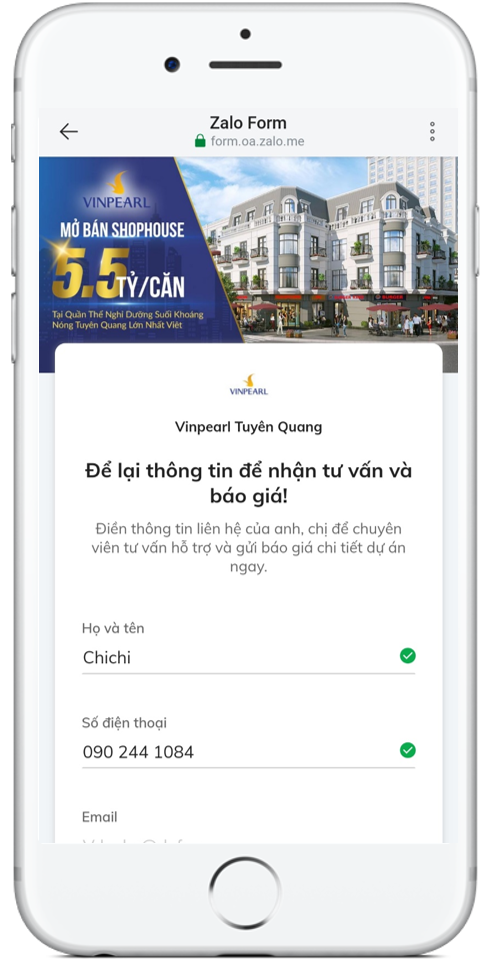 Zalo Form
form.oa.zalo.me
VINPEARL
MỞ BÁN SHOPHOUSE
5.5 TỶ/CĂN
Tại Quần Thể Nghỉ Dưỡng Suối Khoáng
Nóng Tuyên Quang Lớn Nhất Việt
VINPEARL
Vinpearl Tuyên Quang
Để lại thông tin để nhận tư vấn và
báo giá!
Điền thông tin liên hệ của anh, chị để chuyên
viên tư vấn hỗ trợ và gửi báo giá chi tiết dự án
ngay.
Họ và tên
Chichi
Số điện thoại
090 244 1084
Email